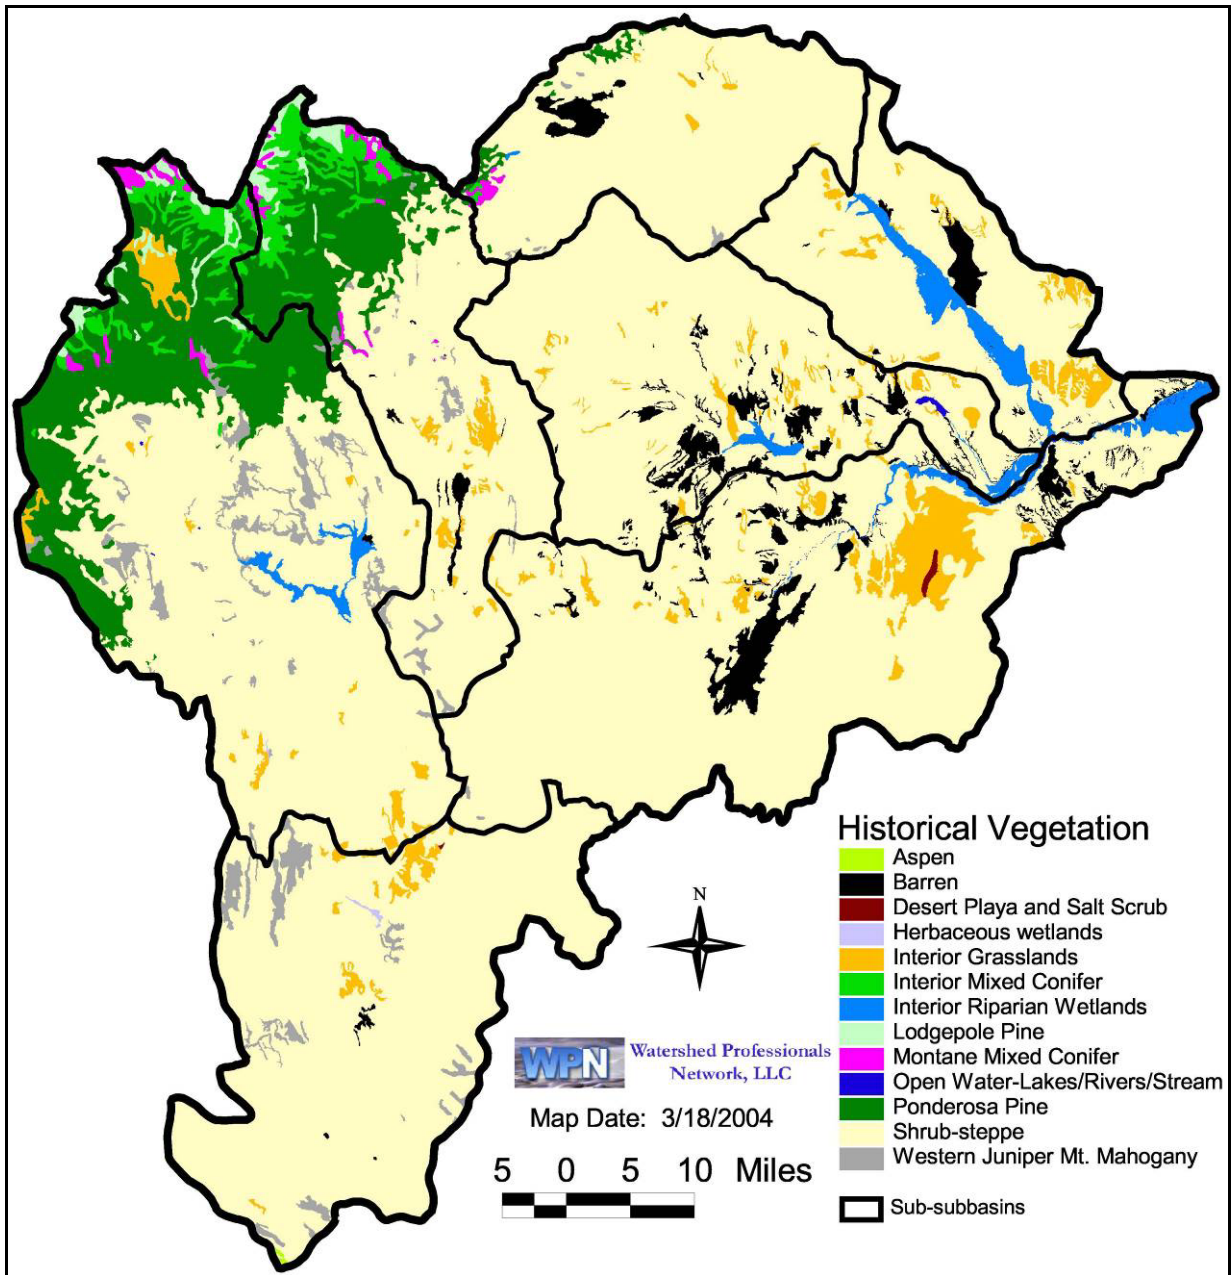 Historical Vegetation
Aspen
Barren
Desert Playa and Salt Scrub
Herbaceous wetlands
Interior Grasslands
Interior Mixed Conifer
Interior Riparian Wetlands
Lodgepole Pine
Montane Mixed Conifer
Open Water-Lakes/Rivers/Stream
Ponderosa Pine
Shrub-steppe
Western Juniper Mt. Mahogany
Sub-subbasins
N
WPN
Watershed Professionals
Network, LLC
Map Date: 3/18/2004
5 0 5 10 Miles